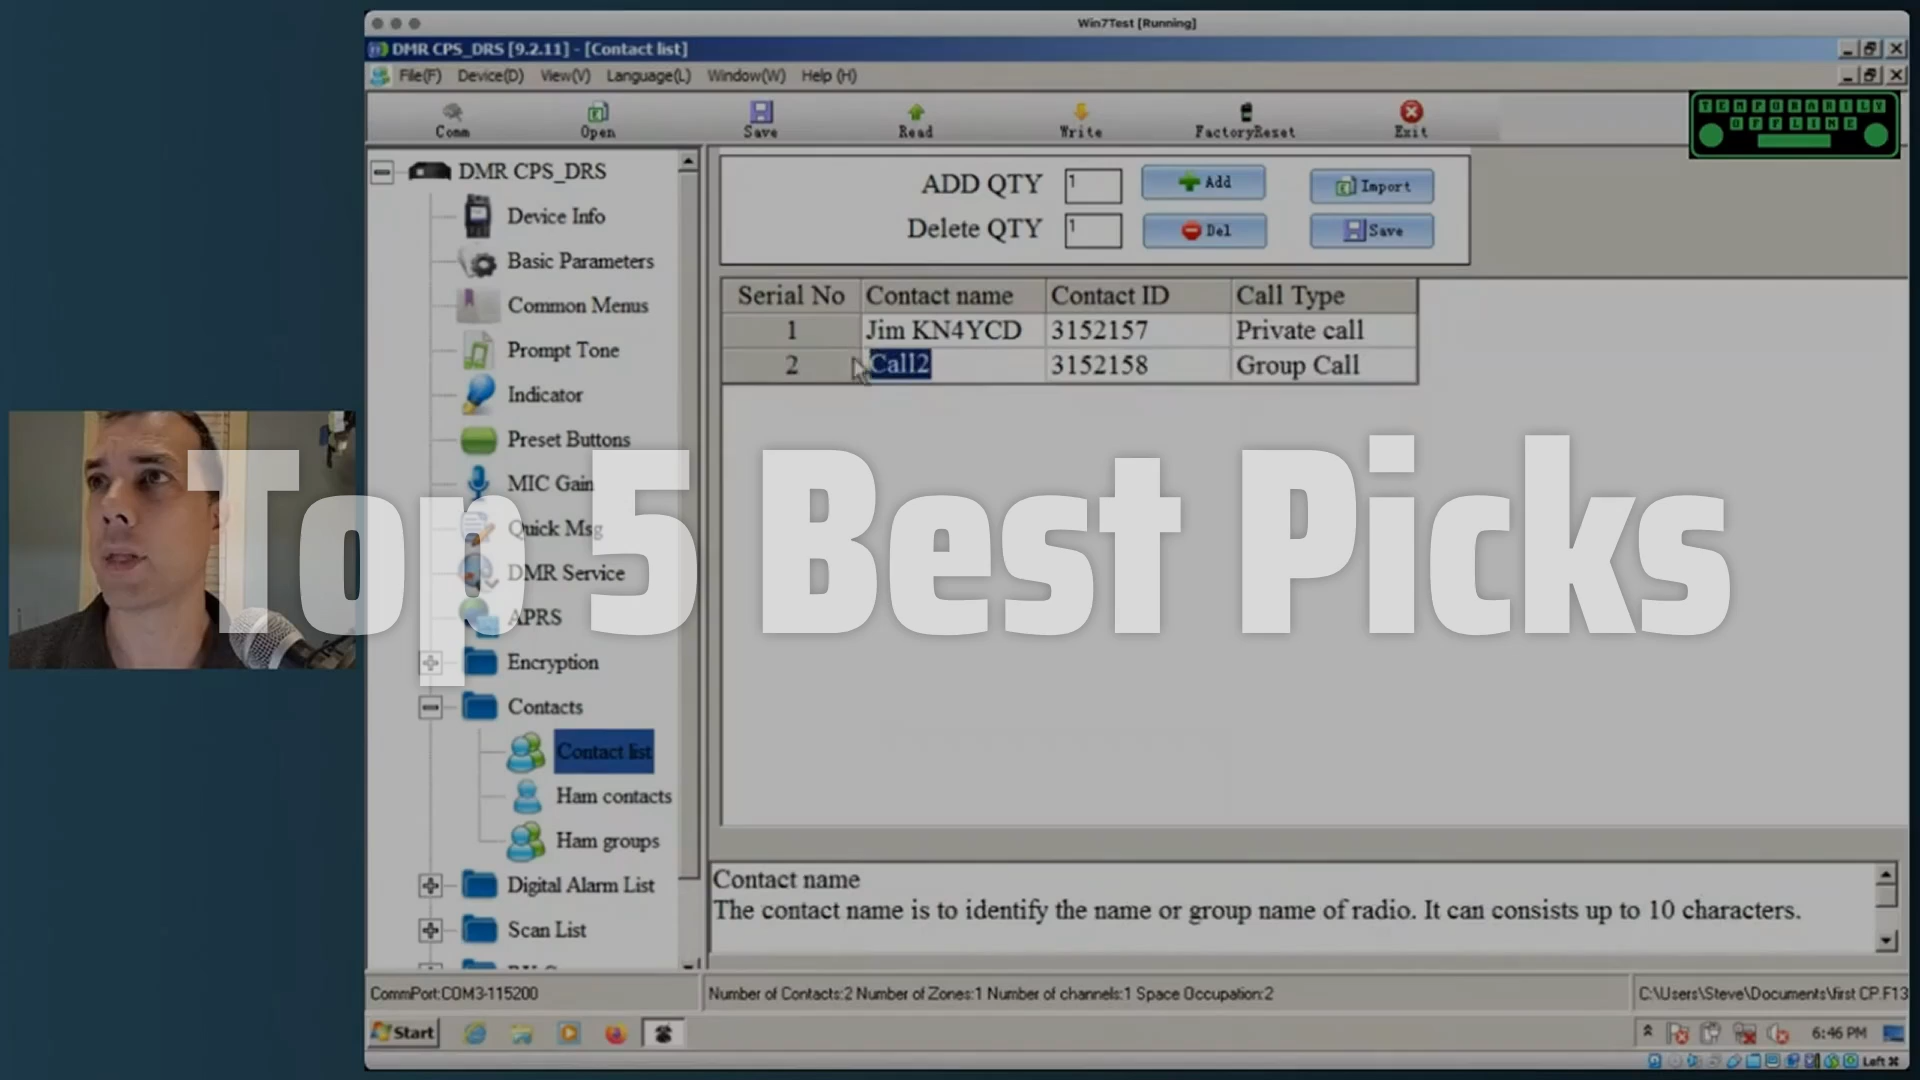 Win7Test [Running]
DMR CPS_DRS [9.2.11] - [Contact list]
File(F) Device(D) View(V) Language(L) Window(W) Help (H)
Comm Open Save Read Write FactoryReset Exit
TEMPORARILY
OFFLINE
DMR CPS_DRS
Device Info
Basic Parameters
Common Menus
Prompt Tone
Indicator
Preset Buttons
MIC Gain
Quick Msg
DMR Service
APRS
Encryption
Contacts
Contact list
Ham contacts
Ham groups
Digital Alarm List
Scan List
ADD QTY 1 Add Import
Delete QTY 1 Del Save
Serial No Contact name Contact ID Call Type
1 Jim KN4YCD 3152157 Private call
2 Call2 3152158 Group Call
Top 5 Best Picks
Contact name
The contact name is to identify the name or group name of radio. It can consists up to 10 characters.
CommPort:COM3-115200 Number of Contacts:2 Number of Zones:1 Number of channels:1 Space Occupation:2 C:\Users\Steve\Documents\first CP.F13
Start 6:46 PM
Left ⌘